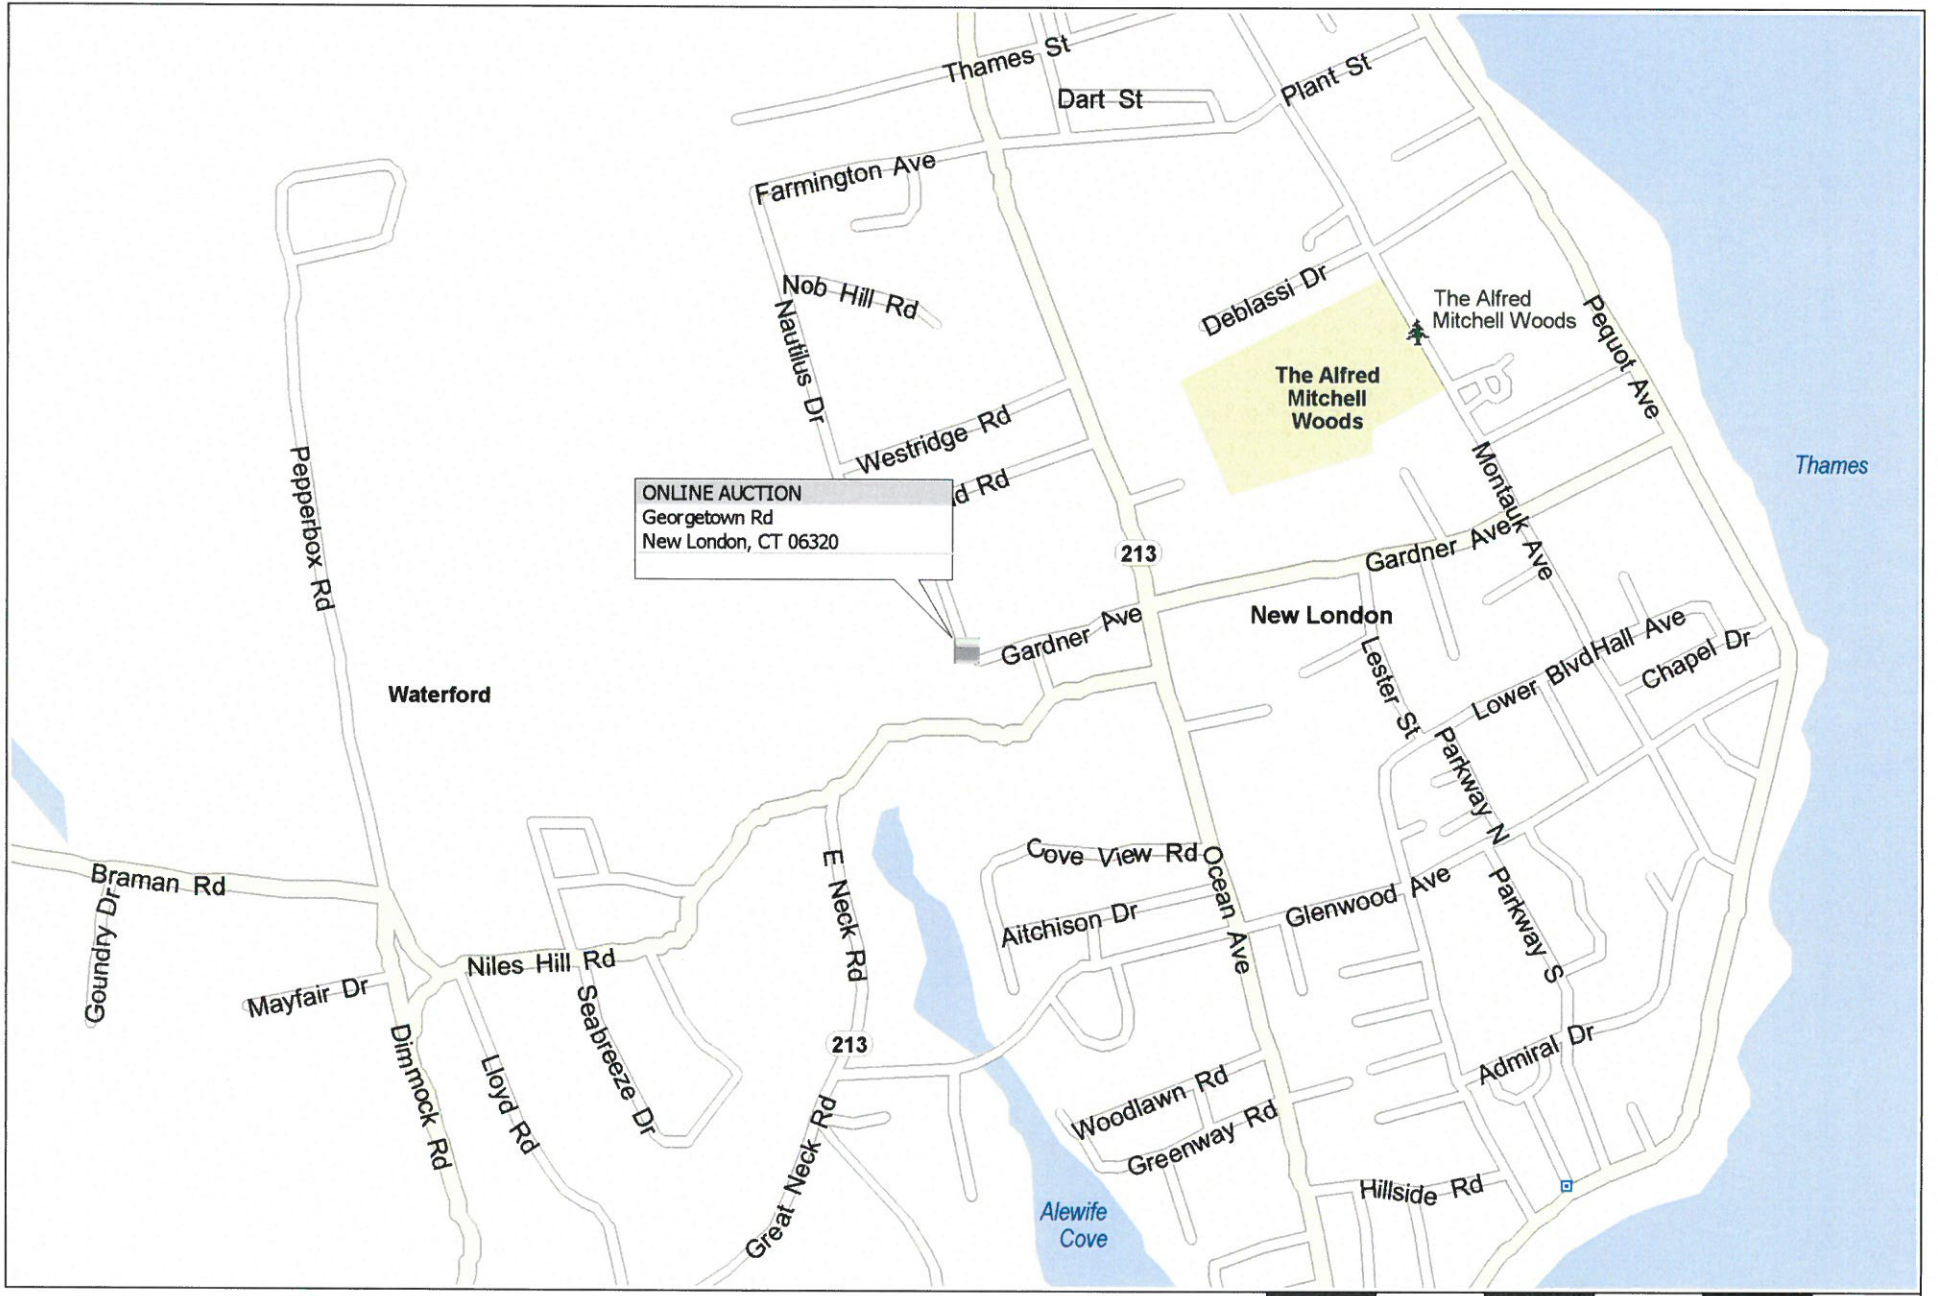 Thames St
Dart St
Plant St
Farmington Ave
Nob Hill Rd
Nautilus Dr
Deblassi Dr
The Alfred
Mitchell Woods
The Alfred
Mitchell
Woods
Pequot Ave
Westridge Rd
Pepperbox Rd
ONLINE AUCTION
Georgetown Rd
New London, CT 06320
d Rd
Montauk Ave
Thames
213
Gardner Ave
Gardner Ave
New London
Waterford
Lester St
Lower Blvd
Hall Ave
Chapel Dr
Parkway N
Cove View Rd
Ocean Ave
E Neck Rd
Braman Rd
Goundry Dr
Aitchison Dr
Glenwood Ave
Parkway S
Niles Hill Rd
Mayfair Dr
Seabreeze Dr
Dimmock Rd
Lloyd Rd
213
Admiral Dr
Woodlawn Rd
Greenway Rd
Great Neck Rd
Hillside Rd
Alewife
Cove